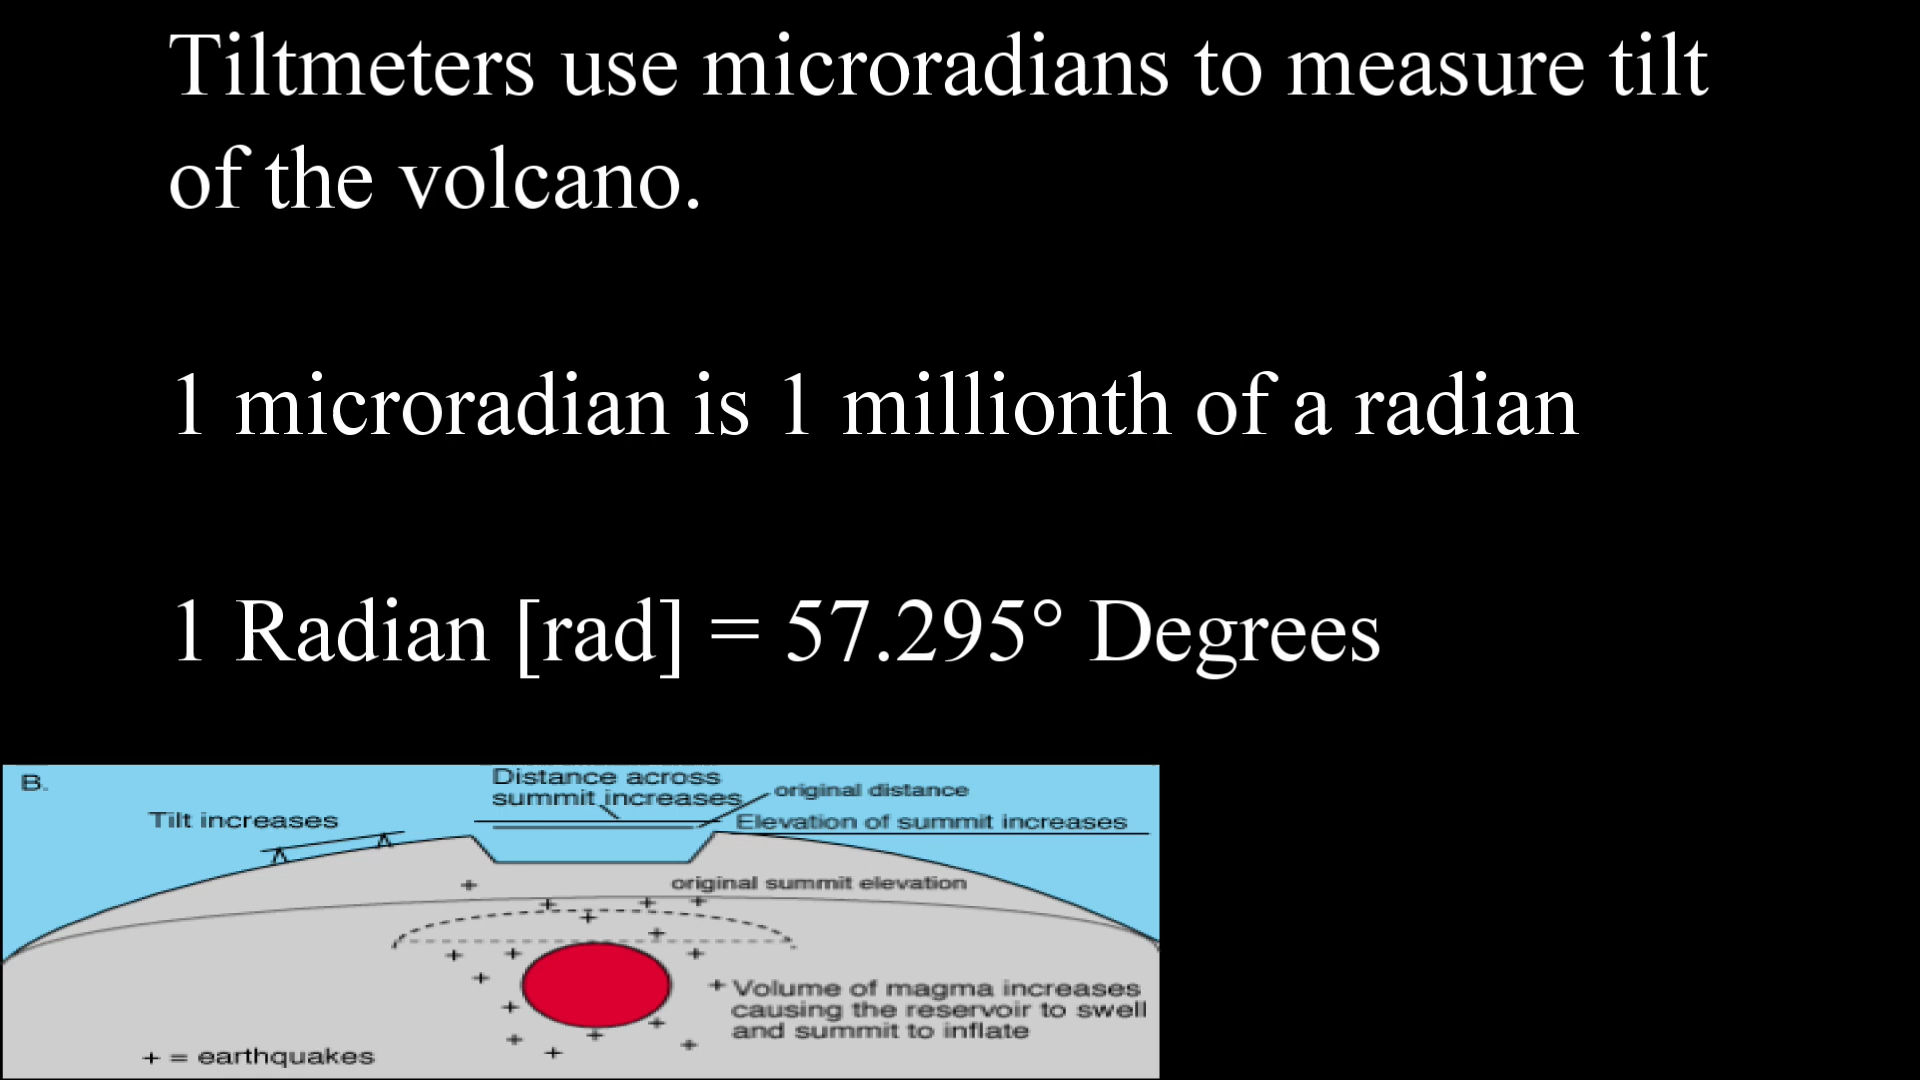 Tiltmeters use microradians to measure tilt
of the volcano.
1 microradian is 1 millionth of a radian
1 Radian [rad] = 57.295° Degrees
B.
Distance across
summit increases
original distance
Tilt increases
Elevation of summit increases
original summit elevation
Volume of magma increases
causing the reservoir to swell
and summit to inflate
+ = earthquakes